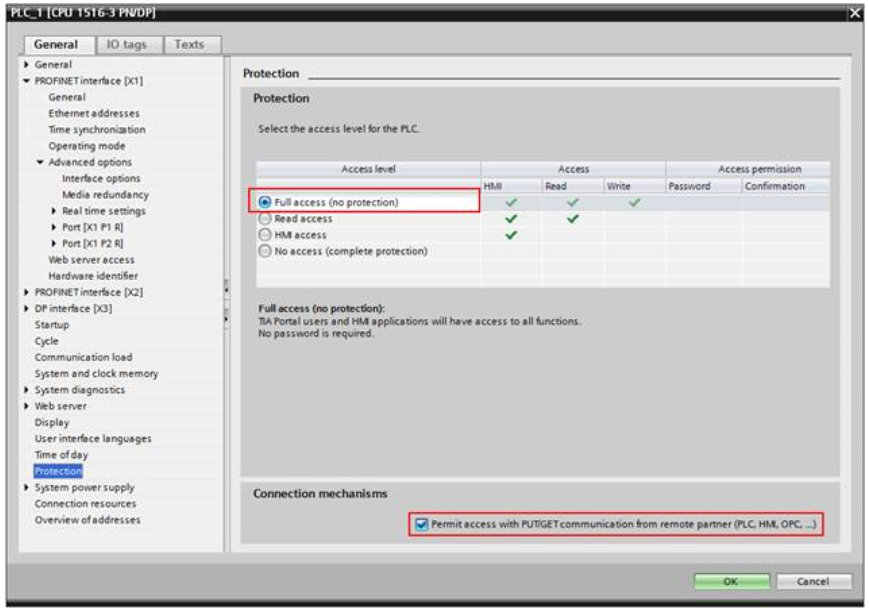 PLC_1 [CPU 1516-3 PN/DP]
General
IO tags
Texts
General
PROFINET interface [X1]
General
Ethernet addresses
Time synchronization
Operating mode
Advanced options
Interface options
Media redundancy
Real time settings
Port [X1 P1 R]
Port [X1 P2 R]
Web server access
Hardware identifier
PROFINET interface [X2]
DP interface [X3]
Startup
Cycle
Communication load
System and clock memory
System diagnostics
Web server
Display
User interface languages
Time of day
Protection
System power supply
Connection resources
Overview of addresses
Protection
Protection
Select the access level for the PLC.
Access level Access Access permission
HMI Read Write Password Confirmation
Full access (no protection)
Read access
HMI access
No access (complete protection)
Full access (no protection):
TIA Portal users and HMI applications will have access to all functions.
No password is required.
Connection mechanisms
Permit access with PUT/GET communication from remote partner (PLC, HMI, OPC, ...)
OK Cancel